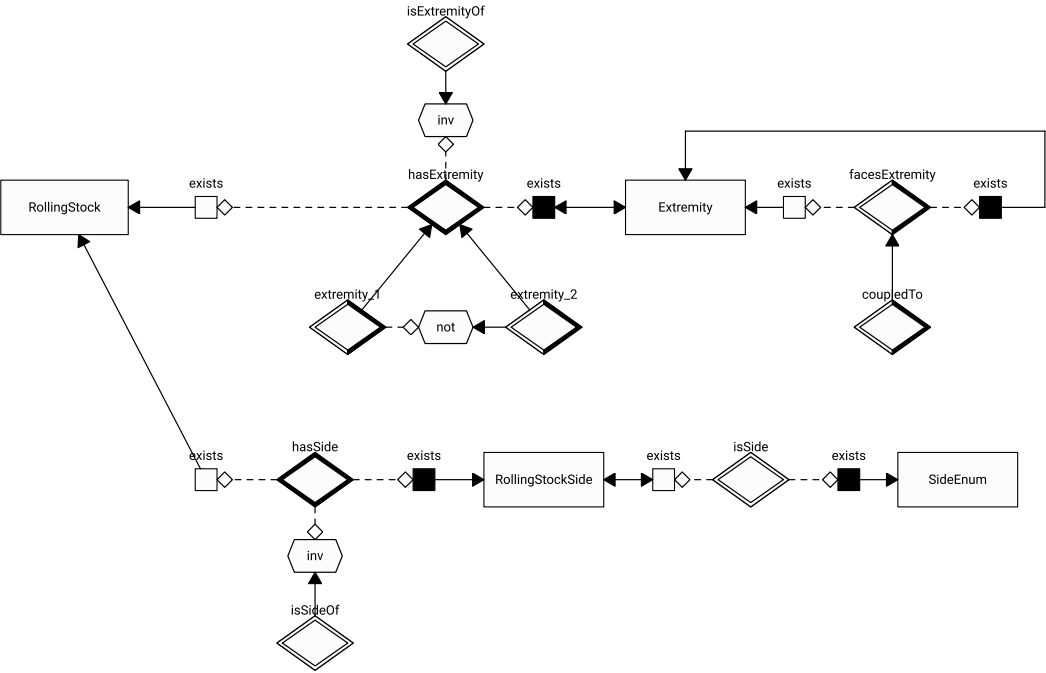 isExtremityOf
inv
exists
hasExtremity
exists
exists
facesExtremity
exists
RollingStock
Extremity
extremity_1
extremity_2
coupledTo
not
exists
hasSide
exists
exists
isSide
exists
RollingStockSide
SideEnum
inv
isSideOf